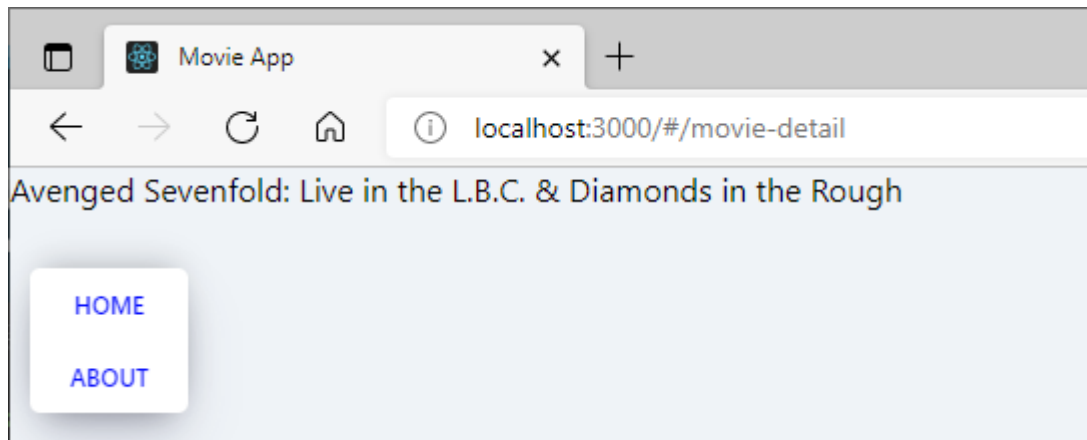 Movie App
localhost:3000/#/movie-detail
Avenged Sevenfold: Live in the L.B.C. & Diamonds in the Rough
HOME
ABOUT